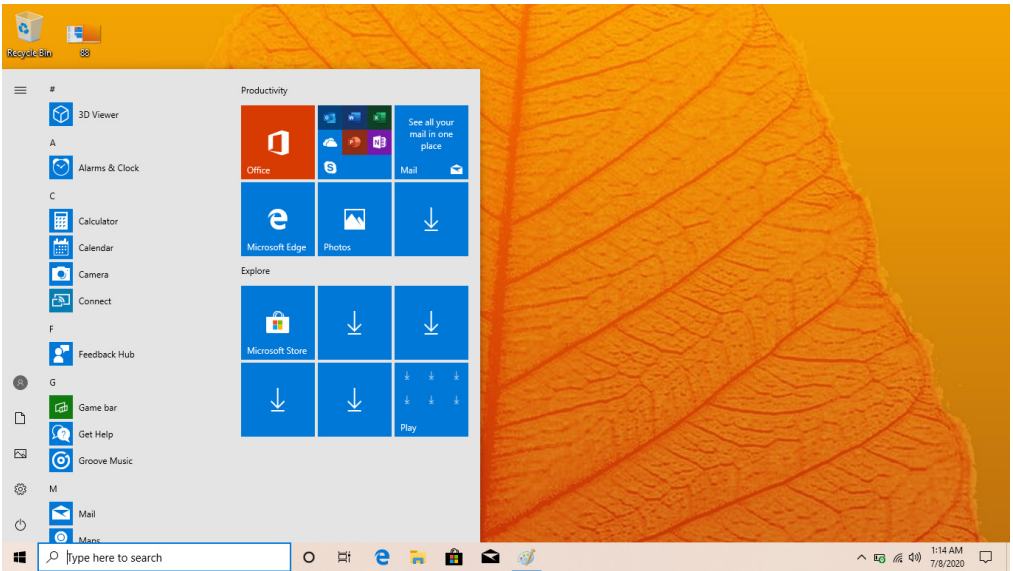 Recycle Bin
88
#
3D Viewer
A
Alarms & Clock
C
Calculator
Calendar
Camera
Connect
F
Feedback Hub
G
Game bar
Get Help
Groove Music
M
Mail
Maps
Productivity
Office
See all your
mail in one
place
Mail
Microsoft Edge
Photos
Explore
Microsoft Store
Play
Type here to search
1:14 AM
7/8/2020